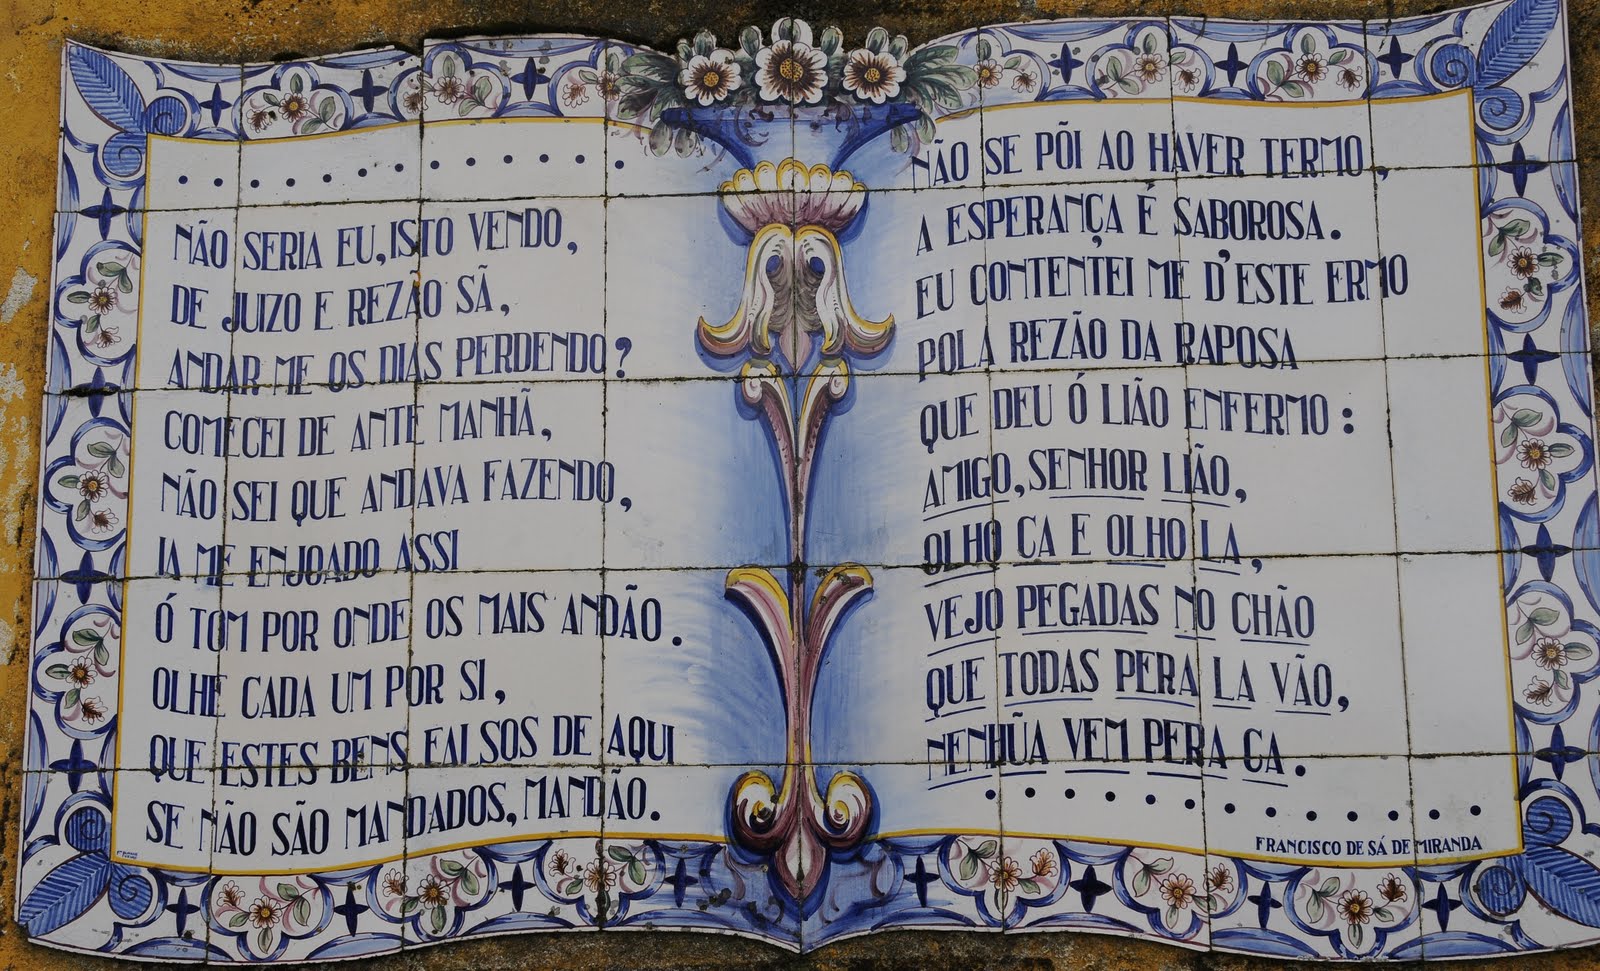 NÃO SERIA EU, ISTO VENDO,
DE JUIZO E REZÃO SÃ,
ANDAR ME OS DIAS PERDENDO?
COMECEI DE ANTE MANHÃ,
NÃO SEI QUE ANDAVA FAZENDO,
IA ME ENJOADO ASSI
Ó TOM POR ONDE OS MAIS ANDÃO.
OLHE CADA UM POR SI,
QUE ESTES BENS FALSOS DE AQUI
SE NÃO SÃO MANDADOS, MANDÃO.
NÃO SE PÕI AO HAVER TERMO,
A ESPERANÇA É SABOROSA.
EU CONTENTEI ME D'ESTE ERMO
POLA REZÃO DA RAPOSA
QUE DEU Ó LIÃO ENFERMO:
AMIGO, SENHOR LIÃO,
OLHO CA E OLHO LA,
VEJO PEGADAS NO CHÃO
QUE TODAS PERA LA VÃO,
NENHŨA VEM PERA CA.
FRANCISCO DE SÁ DE MIRANDA